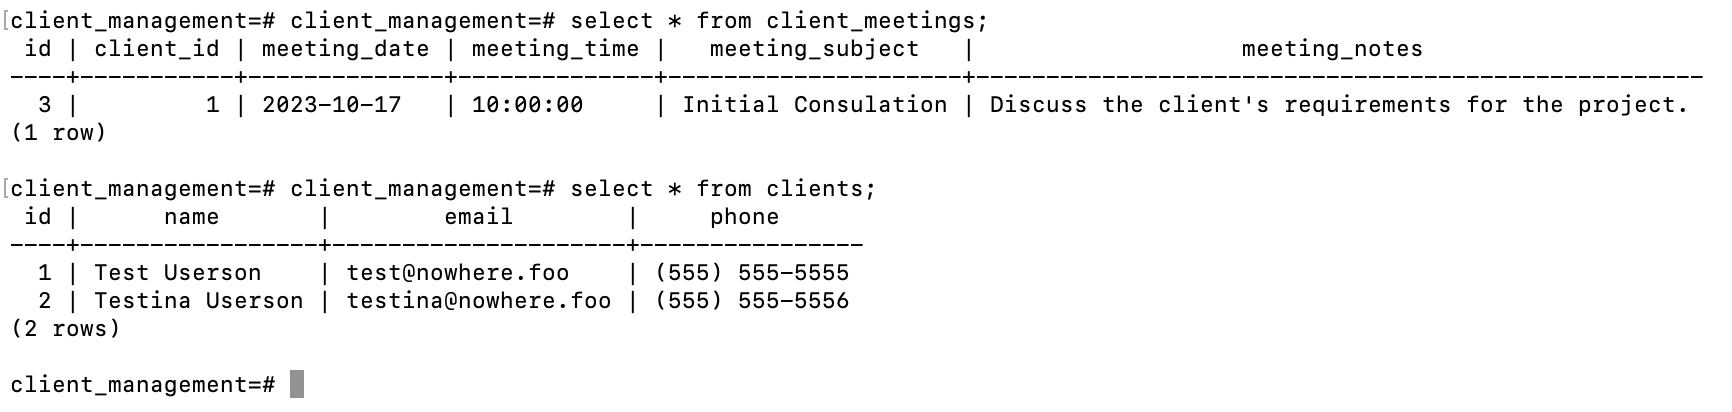 [client_management=# client_management=# select * from client_meetings;
 id | client_id | meeting_date | meeting_time |   meeting_subject   |                   meeting_notes
----+-----------+--------------+--------------+---------------------+----------------------------------------------------
  3 |         1 | 2023-10-17   | 10:00:00     | Initial Consulation | Discuss the client's requirements for the project.
(1 row)

[client_management=# client_management=# select * from clients;
 id |      name       |        email        |     phone
----+-----------------+---------------------+----------------
  1 | Test Userson    | test@nowhere.foo    | (555) 555-5555
  2 | Testina Userson | testina@nowhere.foo | (555) 555-5556
(2 rows)

client_management=#